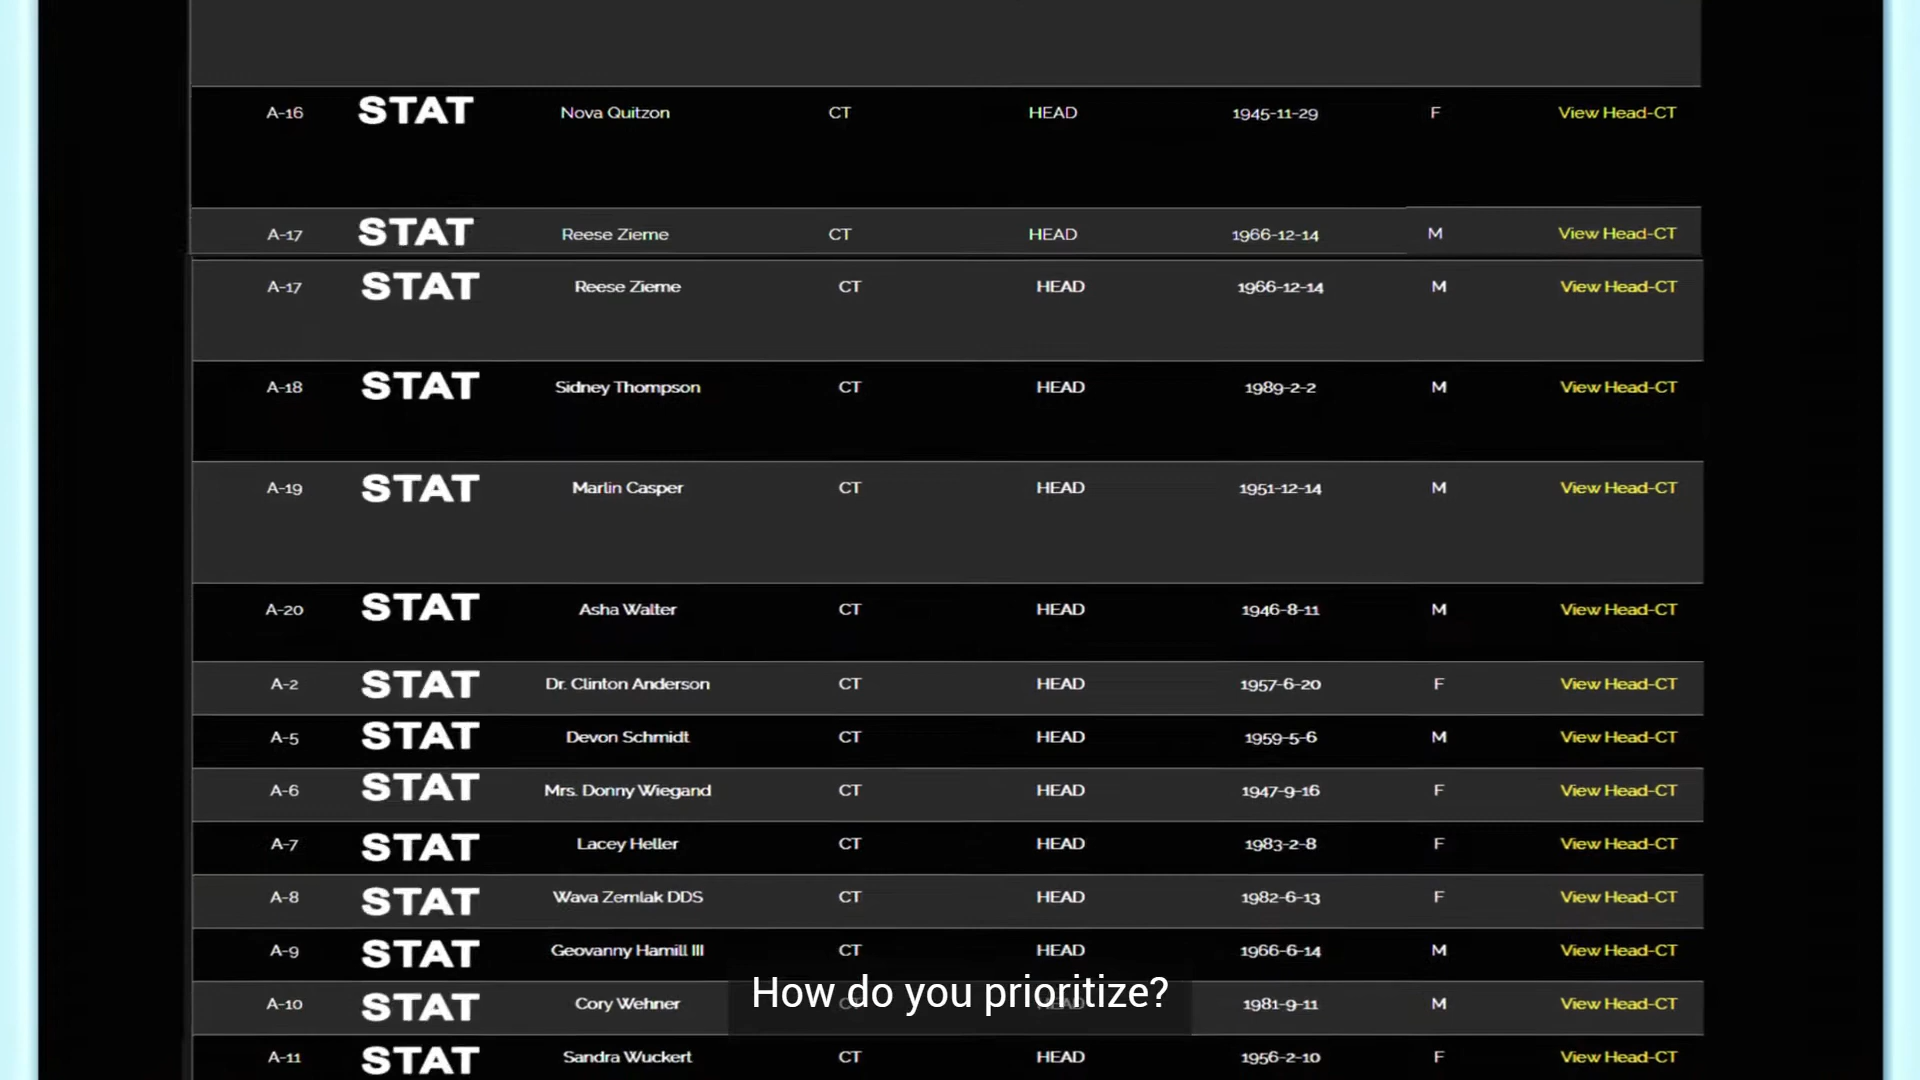 A-16 STAT Nova Quitzon CT HEAD 1945-11-29 F View Head-CT
A-17 STAT Reese Zieme CT HEAD 1966-12-14 M View Head-CT
A-17 STAT Reese Zieme CT HEAD 1966-12-14 M View Head-CT
A-18 STAT Sidney Thompson CT HEAD 1989-2-2 M View Head-CT
A-19 STAT Marlin Casper CT HEAD 1951-12-14 M View Head-CT
A-20 STAT Asha Walter CT HEAD 1946-8-11 M View Head-CT
A-2 STAT Dr. Clinton Anderson CT HEAD 1957-6-20 F View Head-CT
A-5 STAT Devon Schmidt CT HEAD 1959-5-6 M View Head-CT
A-6 STAT Mrs. Donny Wiegand CT HEAD 1947-9-16 F View Head-CT
A-7 STAT Lacey Heller CT HEAD 1983-2-8 F View Head-CT
A-8 STAT Wava Zemlak DDS CT HEAD 1982-6-13 F View Head-CT
A-9 STAT Geovanny Hamill III CT HEAD 1966-6-14 M View Head-CT
A-10 STAT Cory Wehner CT HEAD 1981-9-11 M View Head-CT
How do you prioritize?
A-11 STAT Sandra Wuckert CT HEAD 1956-2-10 F View Head-CT